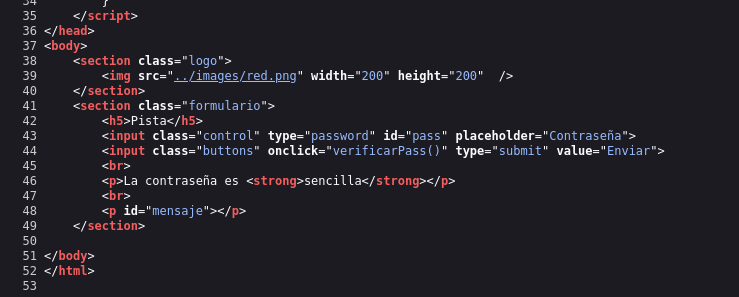 34 }
35 </script>
36 </head>
37 <body>
38 <section class="logo">
39 <img src="../images/red.png" width="200" height="200" />
40 </section>
41 <section class="formulario">
42 <h5>Pista</h5>
43 <input class="control" type="password" id="pass" placeholder="Contraseña">
44 <input class="buttons" onclick="verificarPass()" type="submit" value="Enviar">
45 <br>
46 <p>La contraseña es <strong>sencilla</strong></p>
47 <br>
48 <p id="mensaje"></p>
49 </section>
50
51 </body>
52 </html>
53